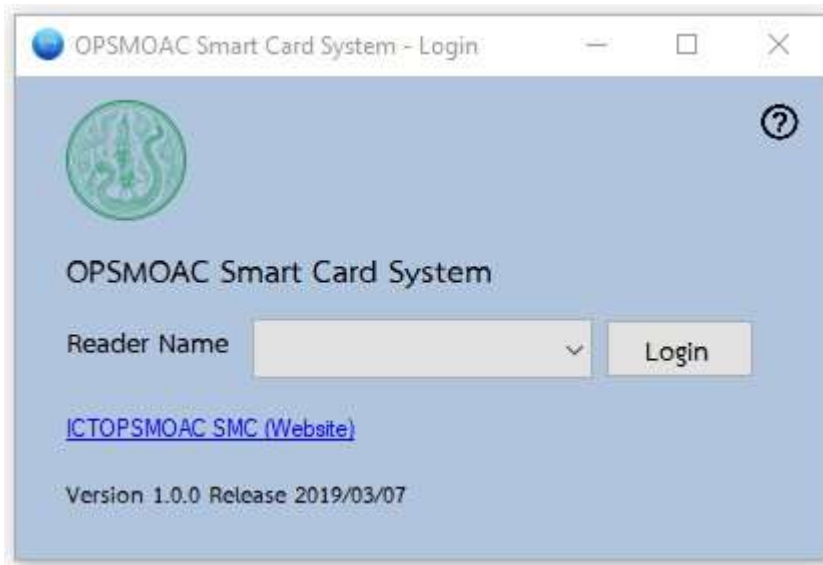 OPSMOAC Smart Card System - Login
OPSMOAC Smart Card System
Reader Name Login
ICTOPSMOAC SMC (Website)
Version 1.0.0 Release 2019/03/07